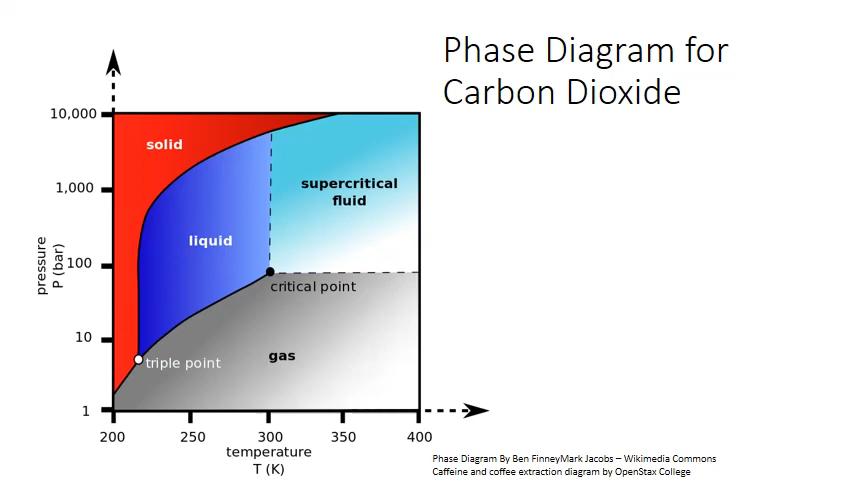 Phase Diagram for
Carbon Dioxide
10,000
1,000
100
10
1
pressure
P (bar)
solid
liquid
supercritical
fluid
critical point
triple point
gas
200
250
300
350
400
temperature
T (K)
Phase Diagram By Ben FinneyMark Jacobs – Wikimedia Commons
Caffeine and coffee extraction diagram by OpenStax College